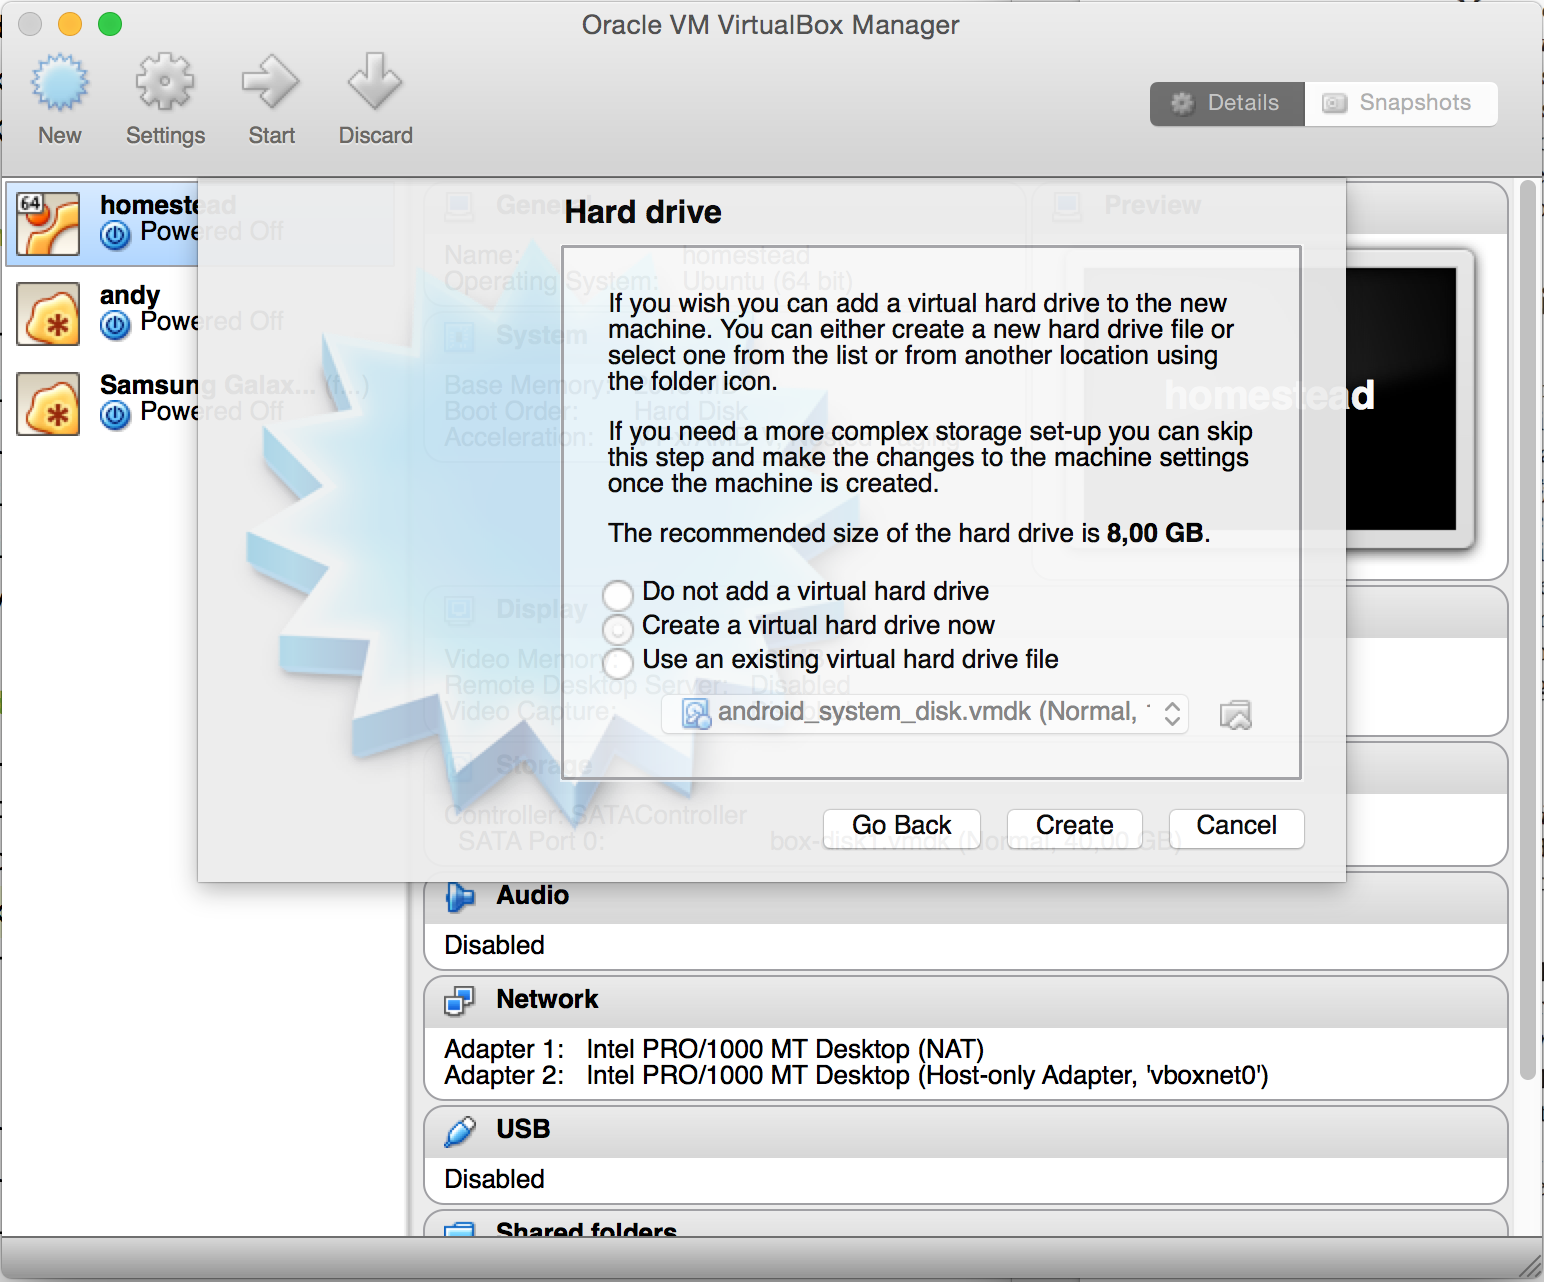 Oracle VM VirtualBox Manager
New
Settings
Start
Discard
Details
Snapshots
64
homestead
Powered Off
andy
Powered Off
Samsung Galax... (f...)
Powered Off
General
Name: homestead
Operating System: Ubuntu (64 bit)
System
Base Memory:
Boot Order: Hard Disk
Acceleration:
Preview
homestead
Display
Video Memory:
Remote Desktop Server: Disabled
Video Capture:
Storage
Controller: SATAController
SATA Port 0: box-disk1.vmdk (Normal, 40,00 GB)
Hard drive
If you wish you can add a virtual hard drive to the new
machine. You can either create a new hard drive file or
select one from the list or from another location using
the folder icon.
If you need a more complex storage set-up you can skip
this step and make the changes to the machine settings
once the machine is created.
The recommended size of the hard drive is 8,00 GB.
Do not add a virtual hard drive
Create a virtual hard drive now
Use an existing virtual hard drive file
android_system_disk.vmdk (Normal,
Go Back
Create
Cancel
Audio
Disabled
Network
Adapter 1: Intel PRO/1000 MT Desktop (NAT)
Adapter 2: Intel PRO/1000 MT Desktop (Host-only Adapter, 'vboxnet0')
USB
Disabled
Shared folders